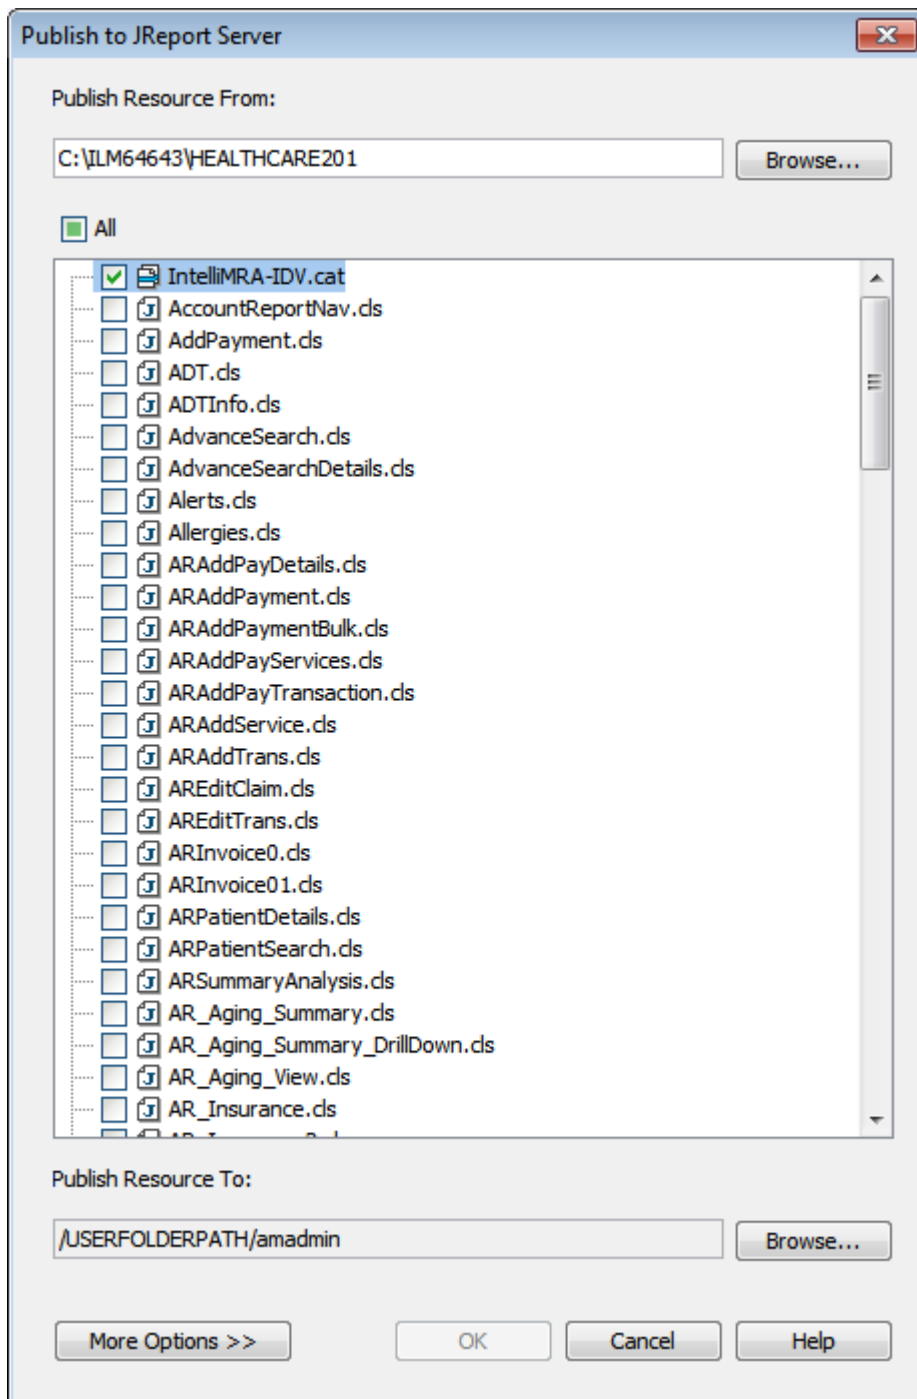 Publish to JReport Server
Publish Resource From:
C:\ILM64643\HEALTHCARE201
Browse...
All
IntelliMRA-IDV.cat
AccountReportNav.cls
AddPayment.cls
ADT.cls
ADTInfo.cls
AdvanceSearch.cls
AdvanceSearchDetails.cls
Alerts.cls
Allergies.cls
ARAddPayDetails.cls
ARAddPayment.cls
ARAddPaymentBulk.cls
ARAddPayServices.cls
ARAddPayTransaction.cls
ARAddService.cls
ARAddTrans.cls
AREditClaim.cls
AREditTrans.cls
ARInvoice0.cls
ARInvoice01.cls
ARPatientDetails.cls
ARPatientSearch.cls
ARSummaryAnalysis.cls
AR_Aging_Summary.cls
AR_Aging_Summary_DrillDown.cls
AR_Aging_View.cls
AR_Insurance.cls
Publish Resource To:
/USERFOLDERPATH/amadmin
Browse...
More Options >>
OK
Cancel
Help